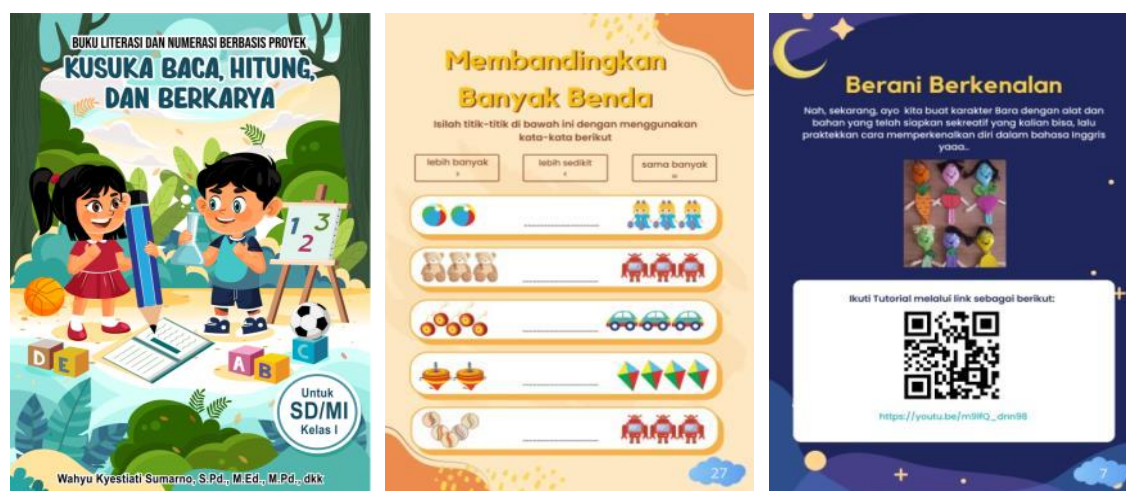 BUKU LITERASI DAN NUMERASI BERBASIS PROYEK
KUSUKA BACA, HITUNG,
DAN BERKARYA
1 3
2
D E
A B
C
Untuk
SD/MI
Kelas I
Wahyu Kyestiati Sumarno, S.Pd., M.Ed., M.Pd., dkk
Membandingkan
Banyak Benda
Isilah titik-titik di bawah ini dengan menggunakan
kata-kata berikut
lebih banyak
lebih sedikit
sama banyak
27
Berani Berkenalan
Nah, sekarang, ayo kita buat karakter Bara dengan alat dan
bahan yang telah siapkan sekreatif yang kalian bisa, lalu
praktekkan cara memperkenalkan diri dalam bahasa Inggris
yaaa..
Ikuti Tutorial melalui link sebagai berikut:
7